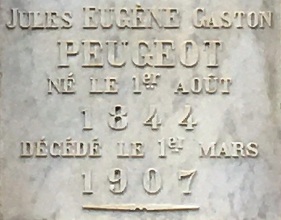 JULES EUGÈNE GASTON
PEUGEOT
NÉ LE 1er AOÛT
1844
DÉCÉDÉ LE 1er MARS
1907